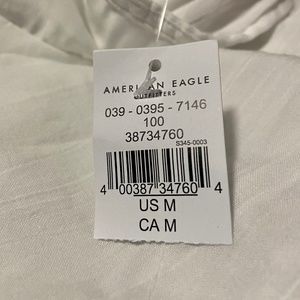 AMERICAN EAGLE
OUTFITTERS
039 - 0395 - 7146
100
38734760
S345-0003
4 00387 34760 4
US M
CA M